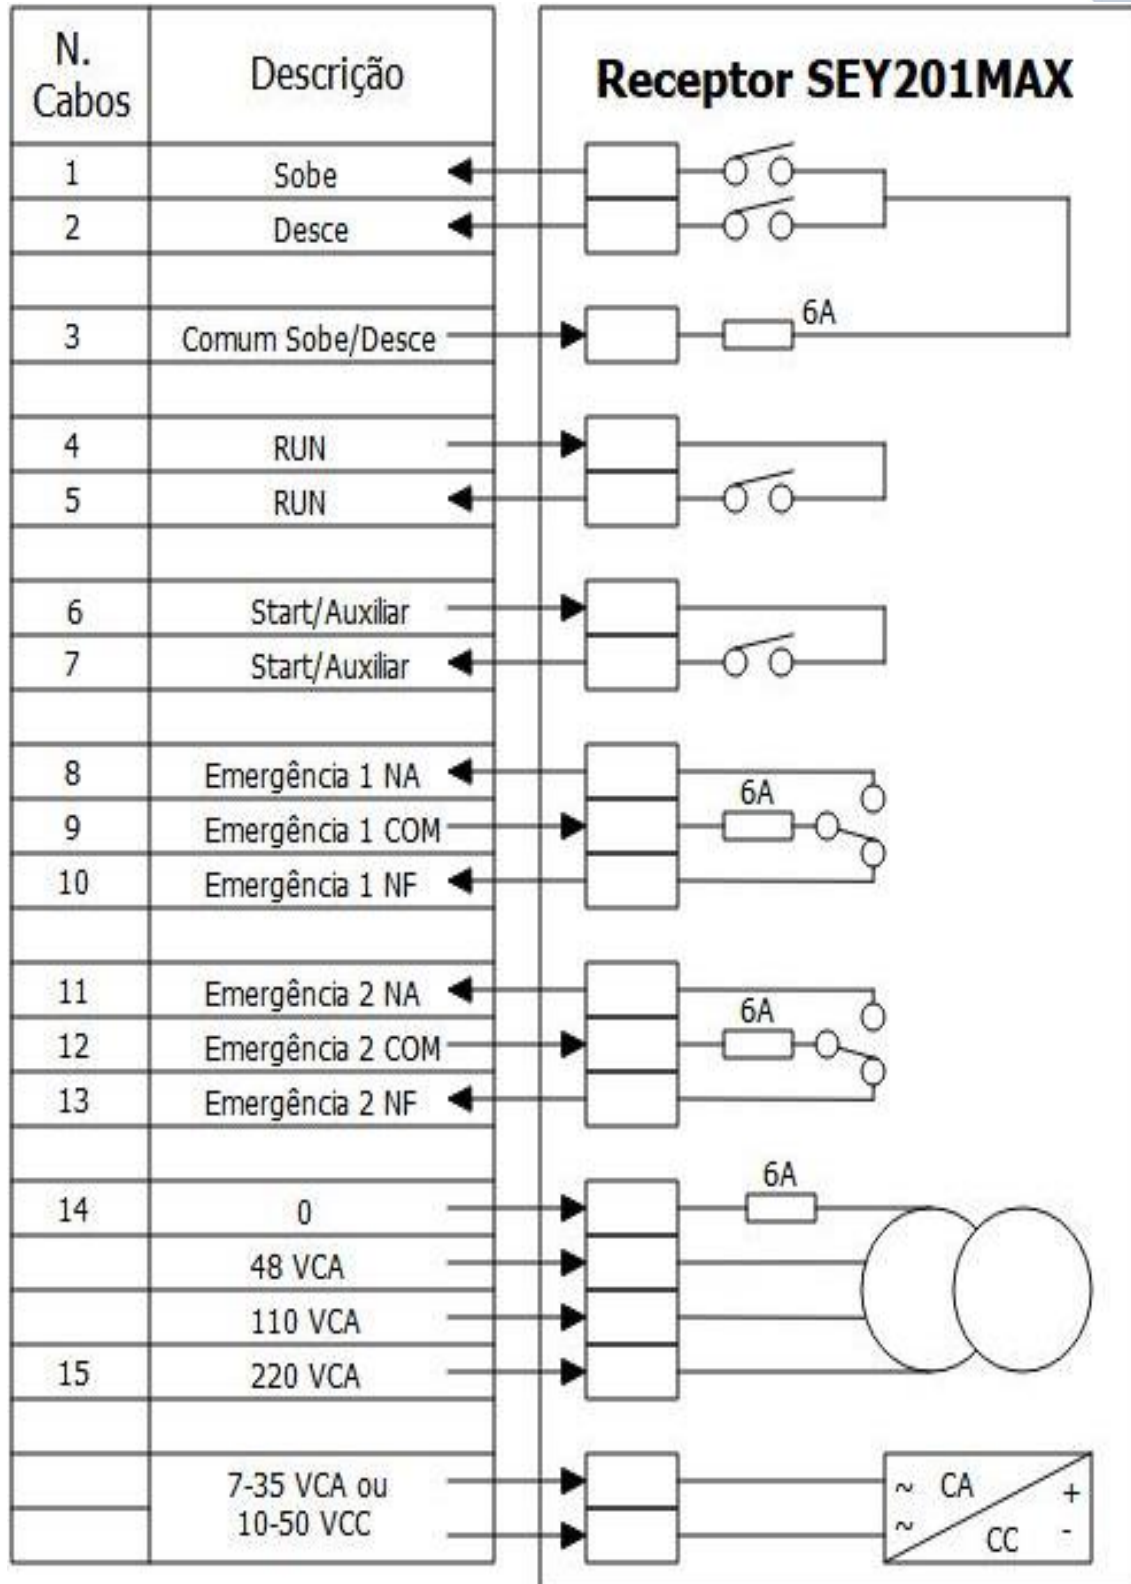 N.
Cabos
Descrição
Receptor SEY201MAX
1 Sobe
2 Desce
3 Comum Sobe/Desce 6A
4 RUN
5 RUN
6 Start/Auxiliar
7 Start/Auxiliar
8 Emergência 1 NA
9 Emergência 1 COM 6A
10 Emergência 1 NF
11 Emergência 2 NA
12 Emergência 2 COM 6A
13 Emergência 2 NF
6A
14 0
48 VCA
110 VCA
15 220 VCA
7-35 VCA ou
10-50 VCC
~ CA +
~ CC -